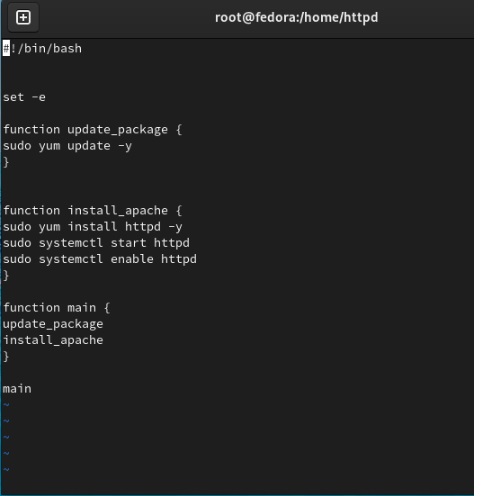 root@fedora:/home/httpd
#!/bin/bash
set -e
function update_package {
sudo yum update -y
}
function install_apache {
sudo yum install httpd -y
sudo systemctl start httpd
sudo systemctl enable httpd
}
function main {
update_package
install_apache
}
main
~
~
~
~
~